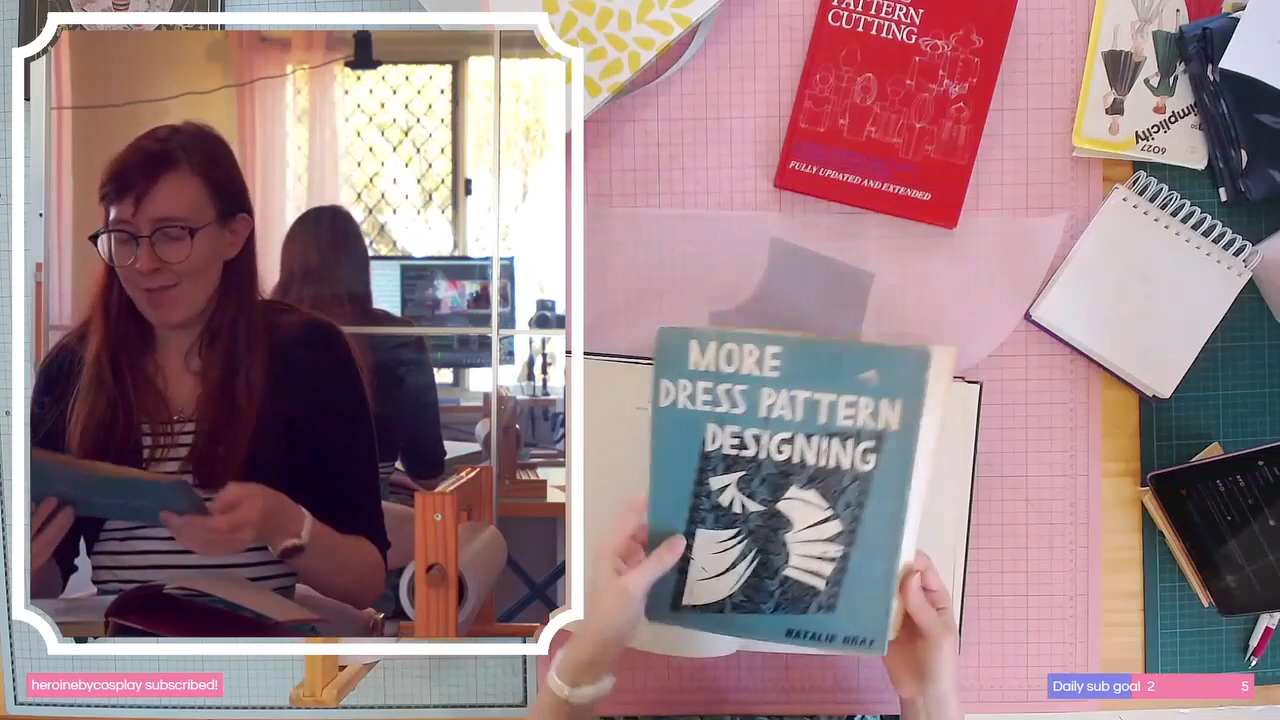 PATTERN
CUTTING
FULLY UPDATED AND EXTENDED
simplicity
6027
MORE
DRESS PATTERN
DESIGNING
NATALIE BRAY
heroinebycosplay subscribed!
Daily sub goal 2 5